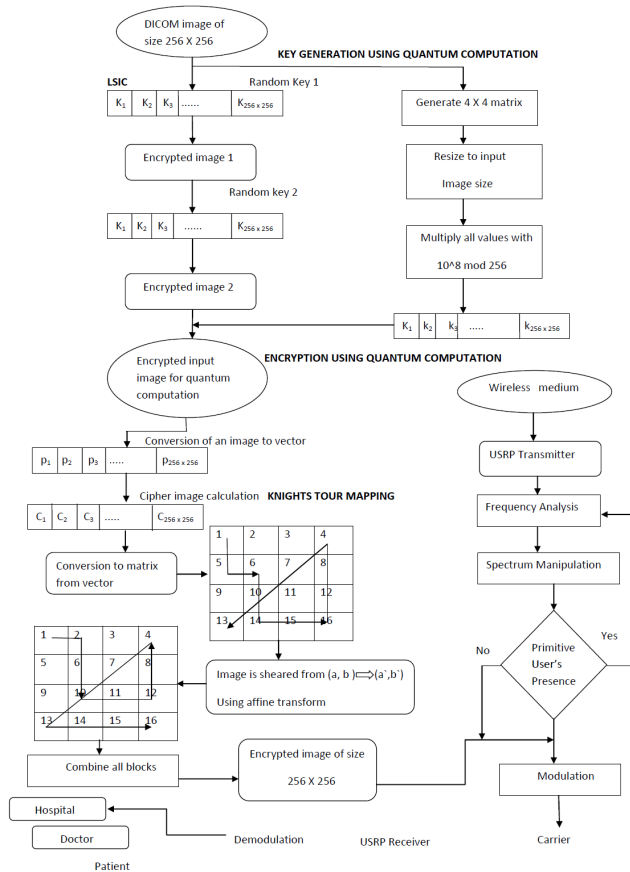 DICOM image of
size 256 X 256
KEY GENERATION USING QUANTUM COMPUTATION
LSIC
Random Key 1
K1 K2 K3 ...... K256 x 256
Generate 4 X 4 matrix
Encrypted image 1
Resize to input
Image size
Random key 2
K1 K2 K3 ...... K256 x 256
Multiply all values with
10^8 mod 256
Encrypted image 2
K1 k2 k3 ..... k256 x 256
ENCRYPTION USING QUANTUM COMPUTATION
Encrypted input
image for quantum
computation
Wireless medium
Conversion of an image to vector
USRP Transmitter
p1 p2 p3 ..... p256 x 256
Cipher image calculation KNIGHTS TOUR MAPPING
Frequency Analysis
C1 C2 C3 ..... C256 x 256
1 2 3 4
5 6 7 8
9 10 11 12
13 14 15 16
Conversion to matrix
from vector
Spectrum Manipulation
No
Yes
Primitive
User's
Presence
1 2 3 4
5 6 7 8
9 10 11 12
13 14 15 16
Image is sheared from (a, b )⇒(a`,b`)
Using affine transform
Combine all blocks
Encrypted image of size
256 X 256
Modulation
Hospital
Doctor
Patient
Demodulation
USRP Receiver
Carrier